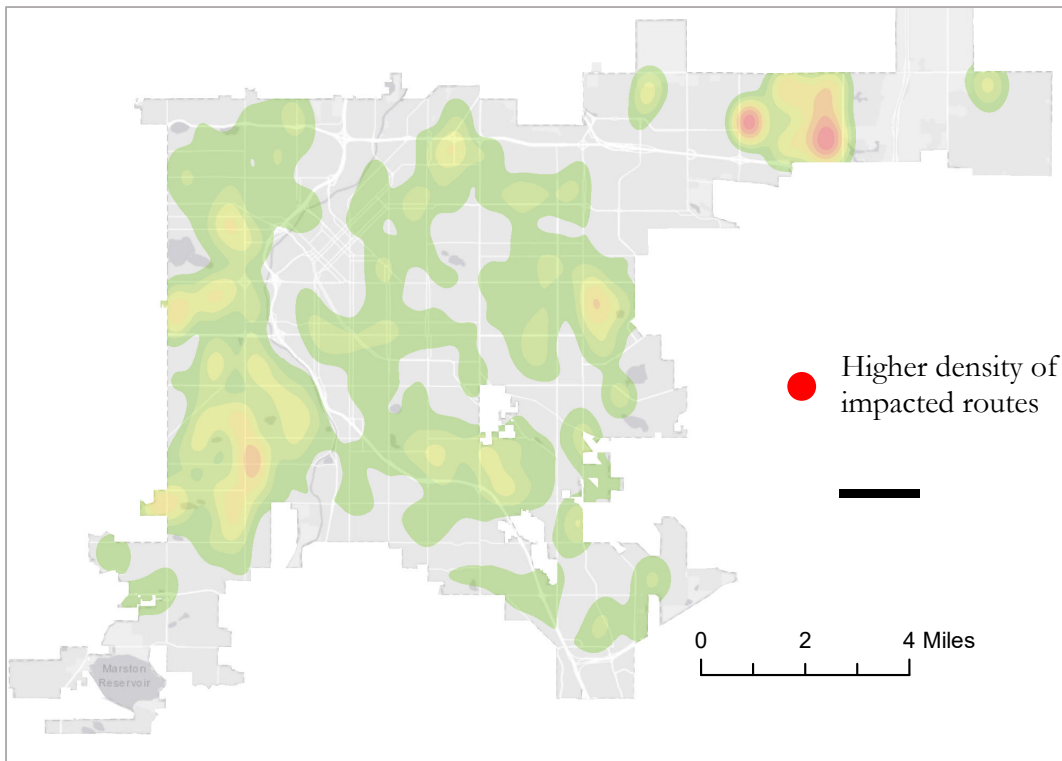 Higher density of
impacted routes
0 2 4 Miles
Marston
Reservoir